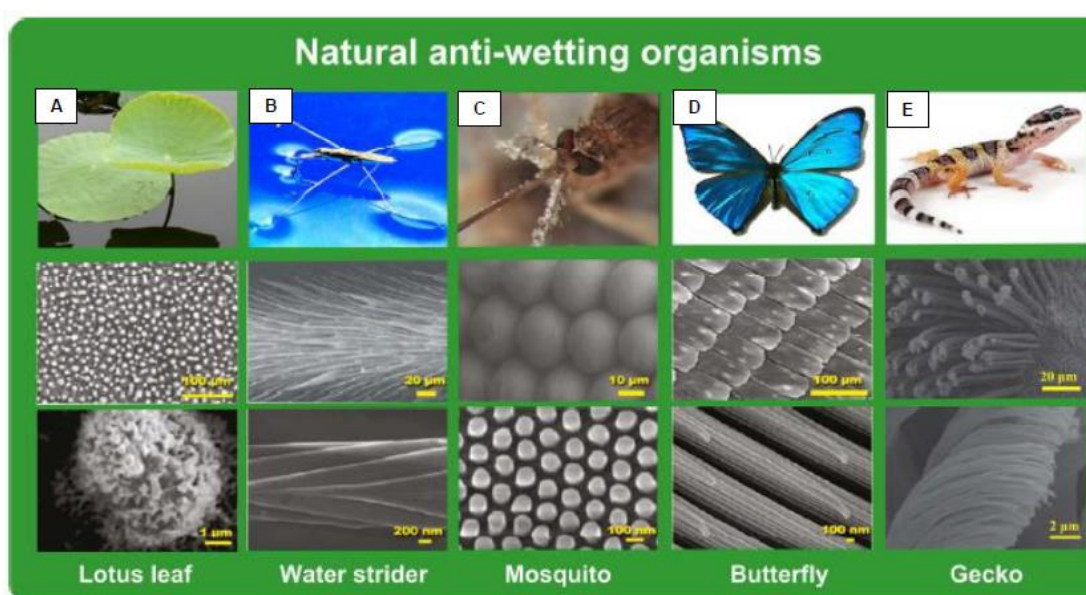 Natural anti-wetting organisms
A
B
C
D
E
100 μm
20 μm
10 μm
100 μm
20 μm
1 μm
200 nm
100 nm
100 nm
2 μm
Lotus leaf
Water strider
Mosquito
Butterfly
Gecko